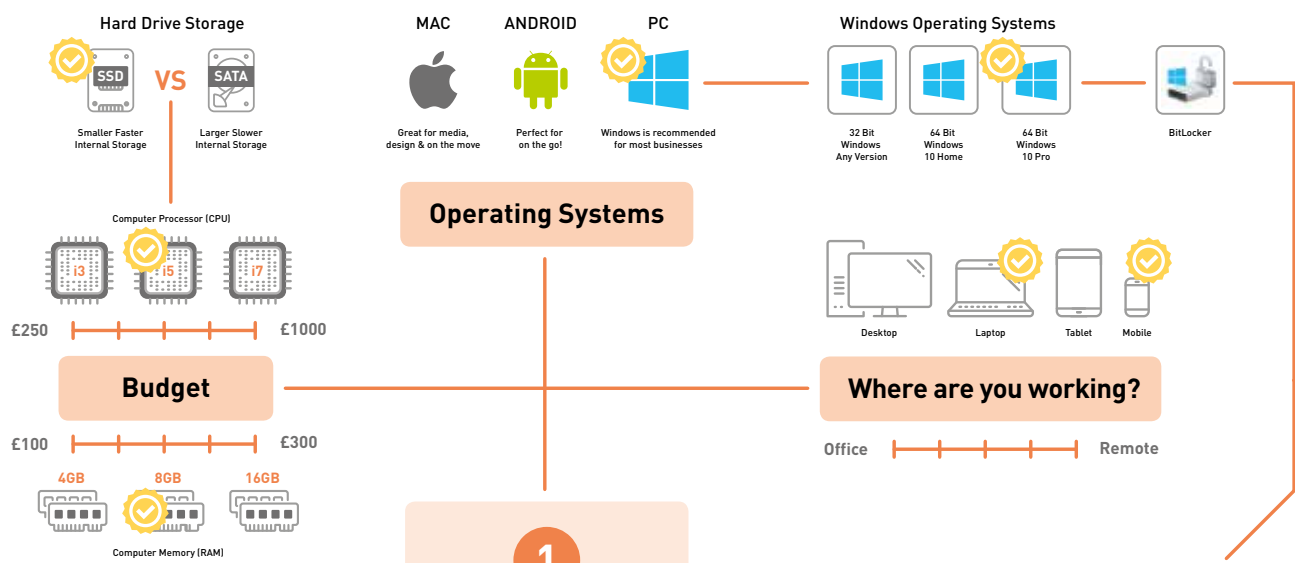 Hard Drive Storage
SSD
VS
SATA
Smaller Faster
Internal Storage
Larger Slower
Internal Storage
Computer Processor (CPU)
i3
i5
i7
£250
£1000
Budget
£100
£300
4GB
8GB
16GB
Computer Memory (RAM)
MAC
ANDROID
PC
Great for media,
design & on the move
Perfect for
on the go!
Windows is recommended
for most businesses
Operating Systems
1
Windows Operating Systems
32 Bit
Windows
Any Version
64 Bit
Windows
10 Home
64 Bit
Windows
10 Pro
BitLocker
Desktop
Laptop
Tablet
Mobile
Where are you working?
Office
Remote